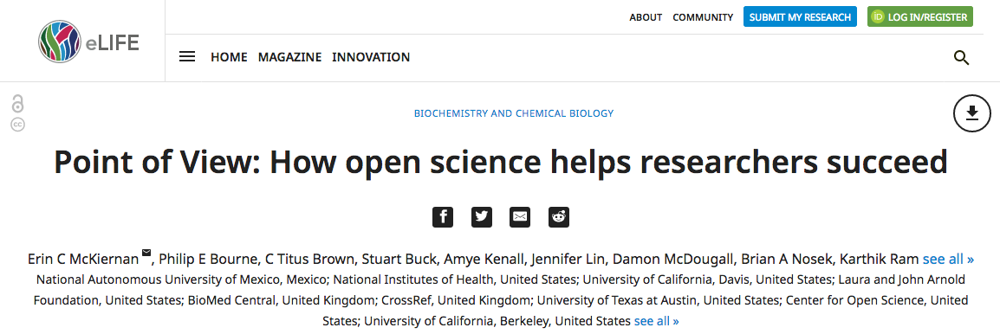 ABOUT COMMUNITY SUBMIT MY RESEARCH iD LOG IN/REGISTER
eLIFE
HOME MAGAZINE INNOVATION
cc
BIOCHEMISTRY AND CHEMICAL BIOLOGY
Point of View: How open science helps researchers succeed
Erin C McKiernan, Philip E Bourne, C Titus Brown, Stuart Buck, Amye Kenall, Jennifer Lin, Damon McDougall, Brian A Nosek, Karthik Ram see all »
National Autonomous University of Mexico, Mexico; National Institutes of Health, United States; University of California, Davis, United States; Laura and John Arnold
Foundation, United States; BioMed Central, United Kingdom; CrossRef, United Kingdom; University of Texas at Austin, United States; Center for Open Science, United
States; University of California, Berkeley, United States see all »